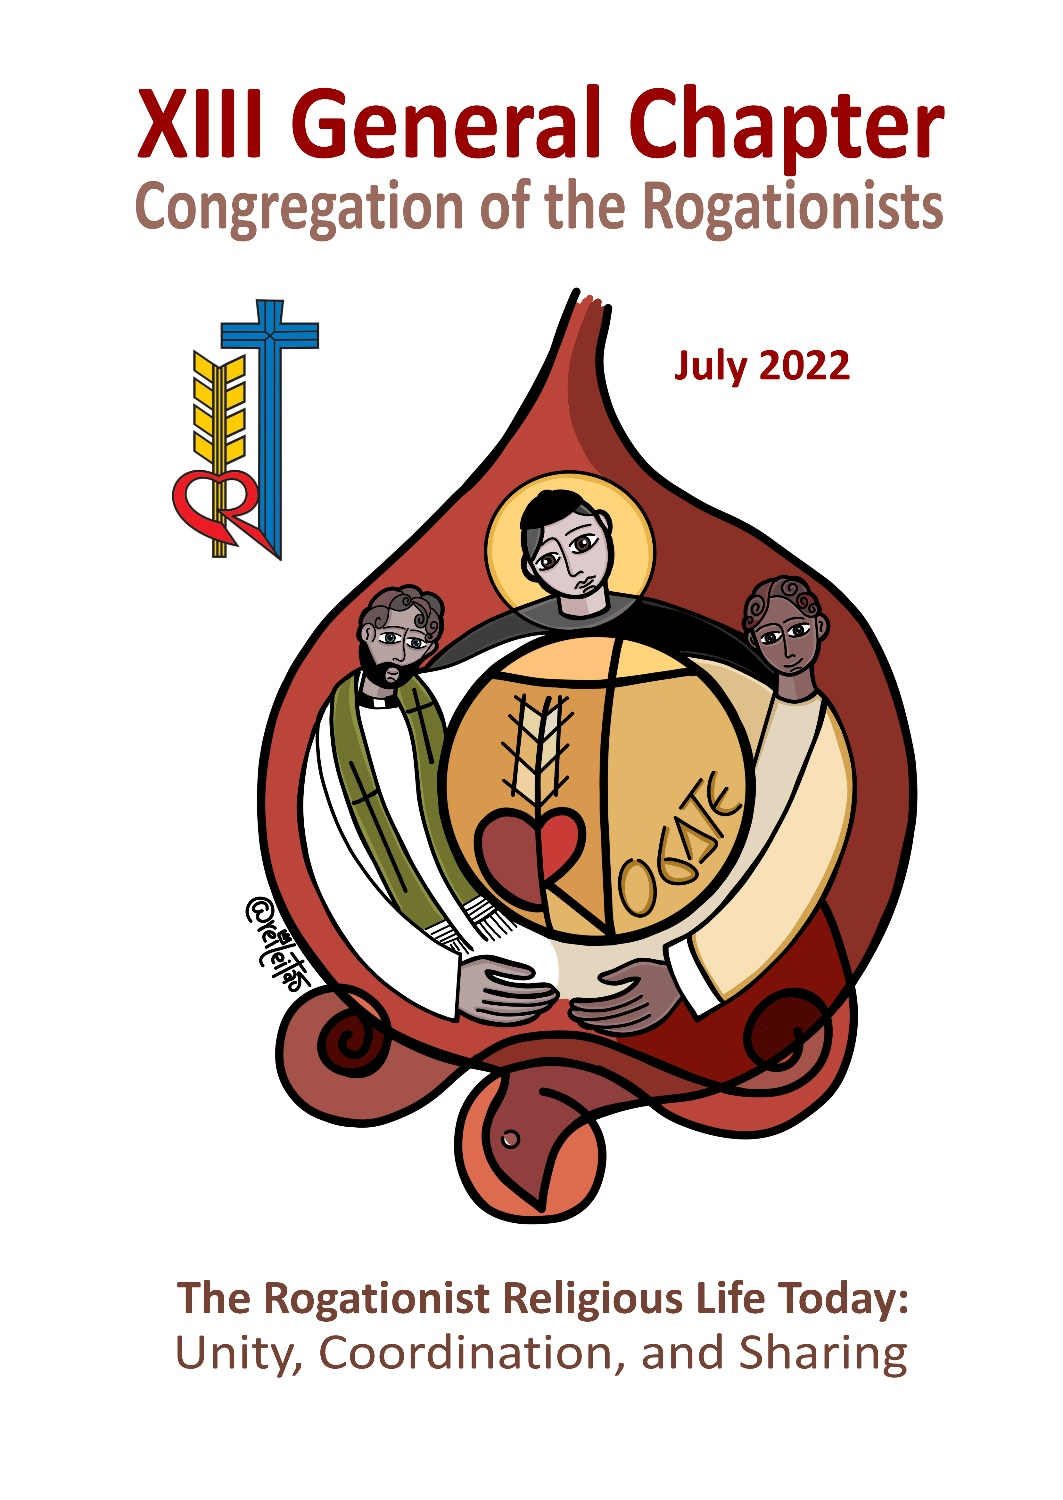 XIII General Chapter
Congregation of the Rogationists
July 2022
ROGATE
@reiLeitão
The Rogationist Religious Life Today:
Unity, Coordination, and Sharing